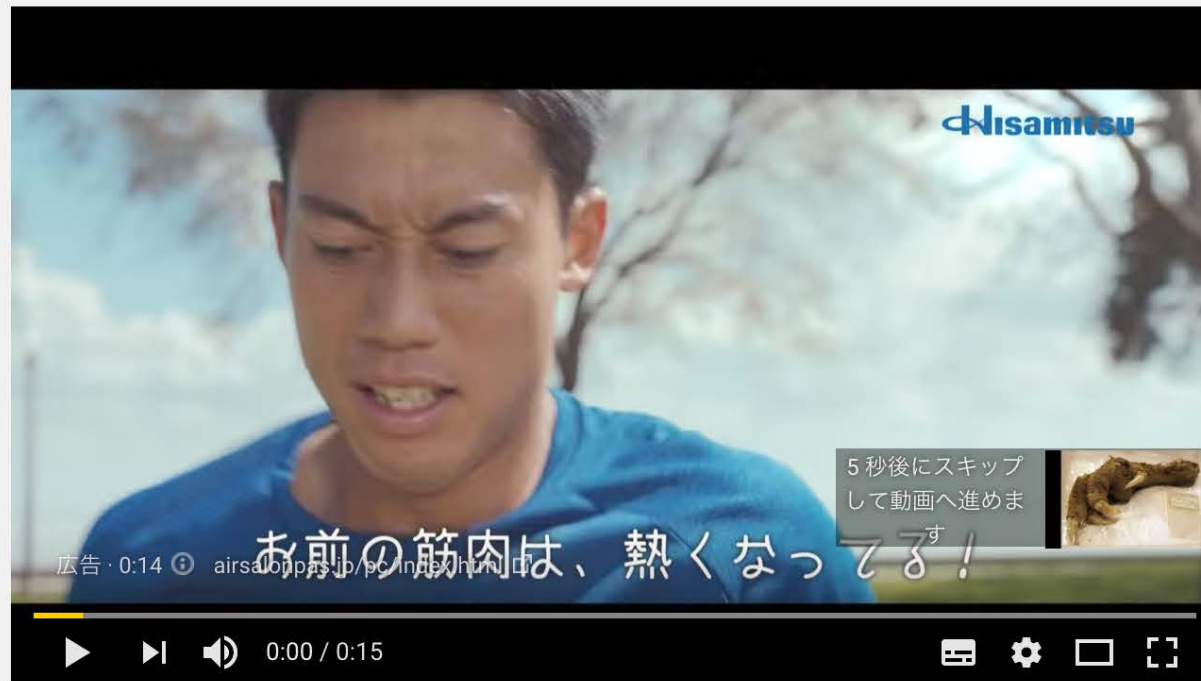 Hisamitsu
5 秒後にスキップ
して動画へ進めま
す
お前の筋肉は、熱くなってる!
広告 · 0:14
airsalonpas.jp/pc/index.html
0:00 / 0:15